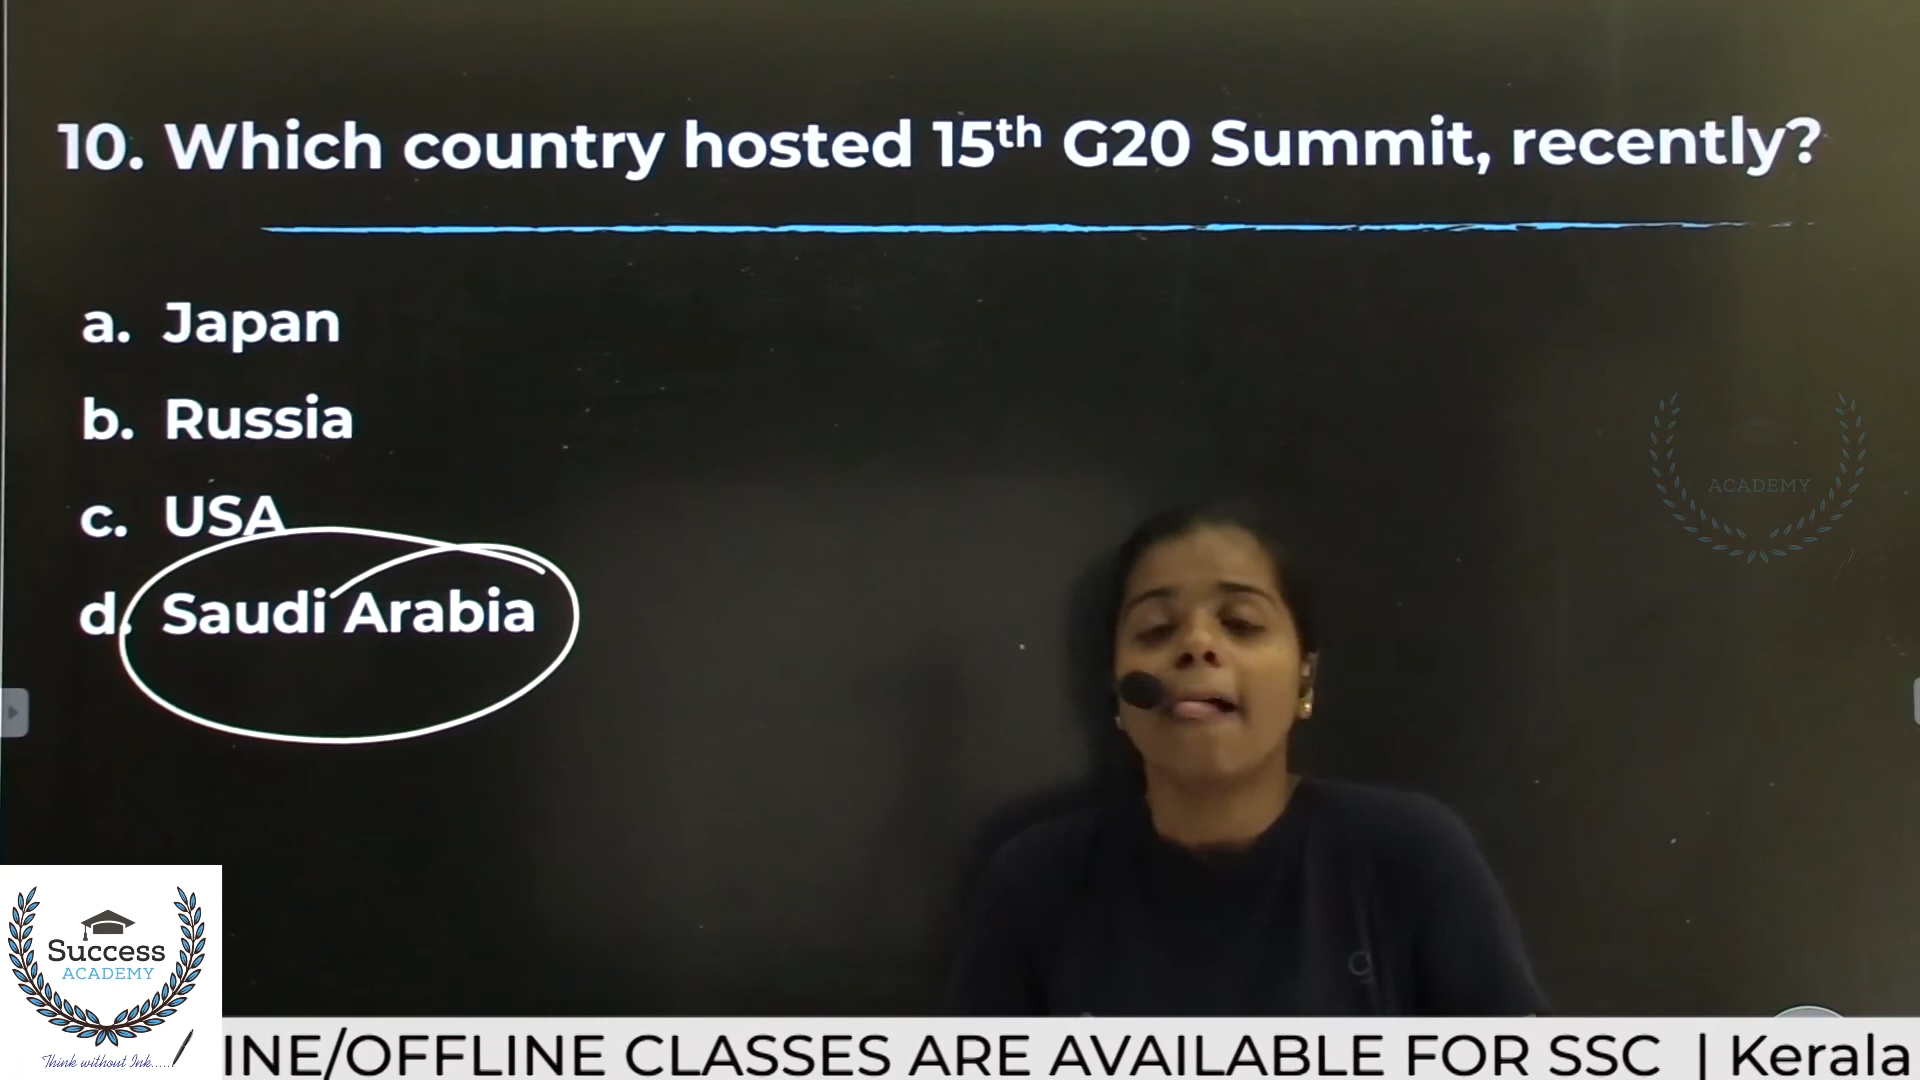 10. Which country hosted 15th G20 Summit, recently?
a. Japan
b. Russia
c. USA
d. Saudi Arabia
ACADEMY
Success
ACADEMY
Think without Ink.....
INE/OFFLINE CLASSES ARE AVAILABLE FOR SSC | Kerala